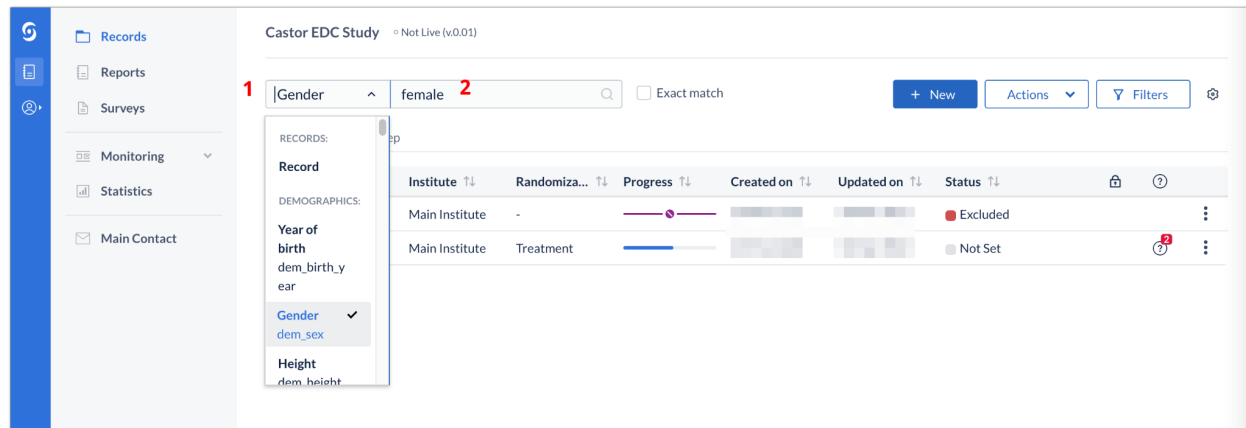 Records
Reports
Surveys
Monitoring
Statistics
Main Contact
Castor EDC Study Not Live (v.0.01)
1 Gender female 2 Exact match + New Actions Filters
RECORDS:
Record
DEMOGRAPHICS:
Year of
birth
dem_birth_y
ear
Gender
dem_sex
Height
dem_height
Institute Randomiza... Progress Created on Updated on Status
Main Institute - Excluded
Main Institute Treatment Not Set 2